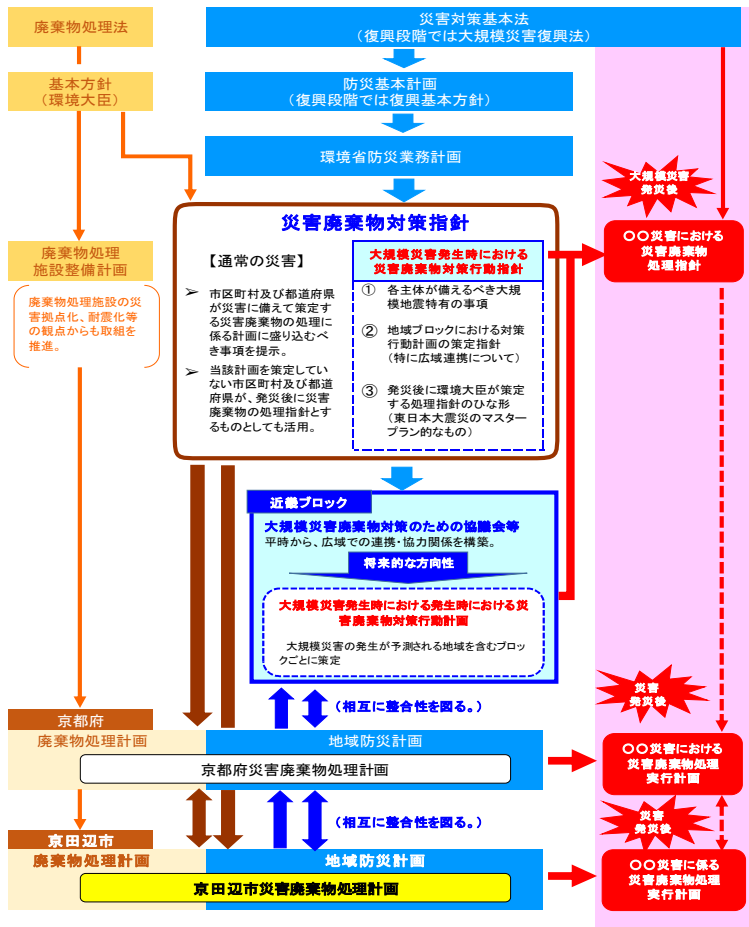 廃棄物処理法
災害対策基本法
（復興段階では大規模災害復興法）
基本方針
（環境大臣）
防災基本計画
（復興段階では復興基本方針）
環境省防災業務計画
大規模災害
発災後
災害廃棄物対策指針
〇〇災害における
災害廃棄物
処理指針
廃棄物処理
施設整備計画
廃棄物処理施設の災
害拠点化、耐震化等
の観点からも取組を
推進。
【通常の災害】
➢ 市区町村及び都道府県
が災害に備えて策定す
る災害廃棄物の処理に
係る計画に盛り込むべ
き事項を提示。
➢ 当該計画を策定してい
ない市区町村及び都道
府県が、発災後に災害
廃棄物の処理指針とす
るものとしても活用。
大規模災害発生時における
災害廃棄物対策行動指針
① 各主体が備えるべき大規
模地震特有の事項
② 地域ブロックにおける対策
行動計画の策定指針
（特に広域連携について）
③ 発災後に環境大臣が策定
する処理指針のひな形
（東日本大震災のマスター
プラン的なもの）
近畿ブロック
大規模災害廃棄物対策のための協議会等
平時から、広域での連携・協力関係を構築。
将来的な方向性
大規模災害発生時における発生時における災
害廃棄物対策行動計画
大規模災害の発生が予測される地域を含むブロッ
クごとに策定
（相互に整合性を図る。）
災害
発災後
京都府
廃棄物処理計画
地域防災計画
京都府災害廃棄物処理計画
〇〇災害における
災害廃棄物処理
実行計画
（相互に整合性を図る。）
災害
発災後
京田辺市
廃棄物処理計画
地域防災計画
京田辺市災害廃棄物処理計画
〇〇災害に係る
災害廃棄物処理
実行計画